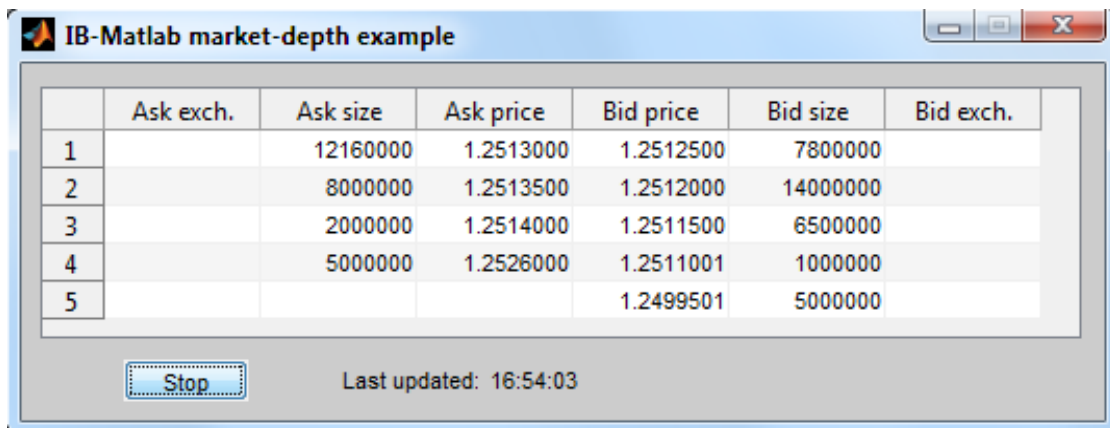 IB-Matlab market-depth example
Ask exch. Ask size Ask price Bid price Bid size Bid exch.
1 12160000 1.2513000 1.2512500 7800000
2 8000000 1.2513500 1.2512000 14000000
3 2000000 1.2514000 1.2511500 6500000
4 5000000 1.2526000 1.2511001 1000000
5 1.2499501 5000000
Stop Last updated: 16:54:03